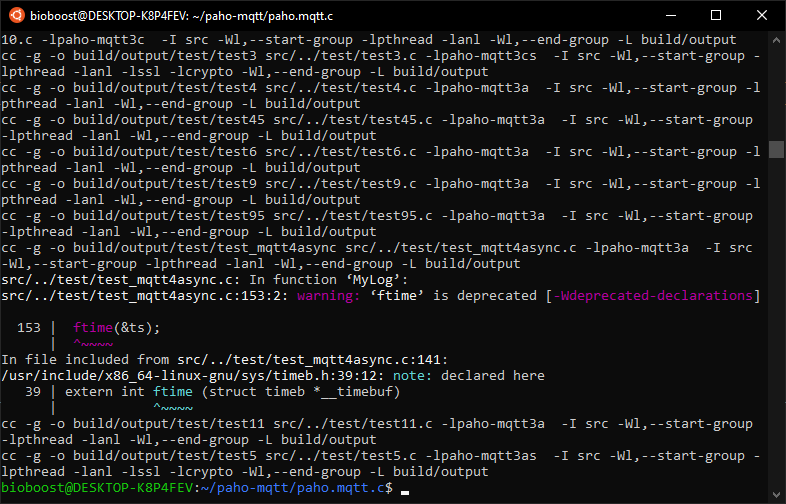 bioboost@DESKTOP-K8P4FEV: ~/paho-mqtt/paho.mqtt.c
10.c -lpaho-mqtt3c  -I src -Wl,--start-group -lpthread -lanl -Wl,--end-group -L build/output
cc -g -o build/output/test/test3 src/../test/test3.c -lpaho-mqtt3cs  -I src -Wl,--start-group -
lpthread -lanl -lssl -lcrypto -Wl,--end-group -L build/output
cc -g -o build/output/test/test4 src/../test/test4.c -lpaho-mqtt3a  -I src -Wl,--start-group -l
pthread -lanl -Wl,--end-group -L build/output
cc -g -o build/output/test/test45 src/../test/test45.c -lpaho-mqtt3a  -I src -Wl,--start-group
-lpthread -lanl -Wl,--end-group -L build/output
cc -g -o build/output/test/test6 src/../test/test6.c -lpaho-mqtt3a  -I src -Wl,--start-group -l
pthread -lanl -Wl,--end-group -L build/output
cc -g -o build/output/test/test9 src/../test/test9.c -lpaho-mqtt3a  -I src -Wl,--start-group -l
pthread -lanl -Wl,--end-group -L build/output
cc -g -o build/output/test/test95 src/../test/test95.c -lpaho-mqtt3a  -I src -Wl,--start-group
-lpthread -lanl -Wl,--end-group -L build/output
cc -g -o build/output/test/test_mqtt4async src/../test/test_mqtt4async.c -lpaho-mqtt3a  -I src
-Wl,--start-group -lpthread -lanl -Wl,--end-group -L build/output
src/../test/test_mqtt4async.c: In function ‘MyLog’:
src/../test/test_mqtt4async.c:153:2: warning: ‘ftime’ is deprecated [-Wdeprecated-declarations]
  153 |  ftime(&ts);
      |  ^~~~~
In file included from src/../test/test_mqtt4async.c:141:
/usr/include/x86_64-linux-gnu/sys/timeb.h:39:12: note: declared here
   39 | extern int ftime (struct timeb *__timebuf)
      |            ^~~~~
cc -g -o build/output/test/test11 src/../test/test11.c -lpaho-mqtt3a  -I src -Wl,--start-group
-lpthread -lanl -Wl,--end-group -L build/output
cc -g -o build/output/test/test5 src/../test/test5.c -lpaho-mqtt3as  -I src -Wl,--start-group -
lpthread -lanl -lssl -lcrypto -Wl,--end-group -L build/output
bioboost@DESKTOP-K8P4FEV:~/paho-mqtt/paho.mqtt.c$